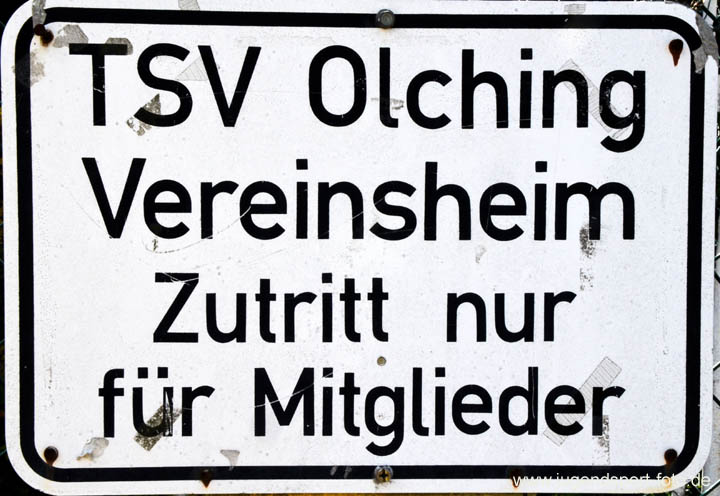 TSV Olching
Vereinsheim
Zutritt nur
für Mitglieder
www.jugendsport-foto.de